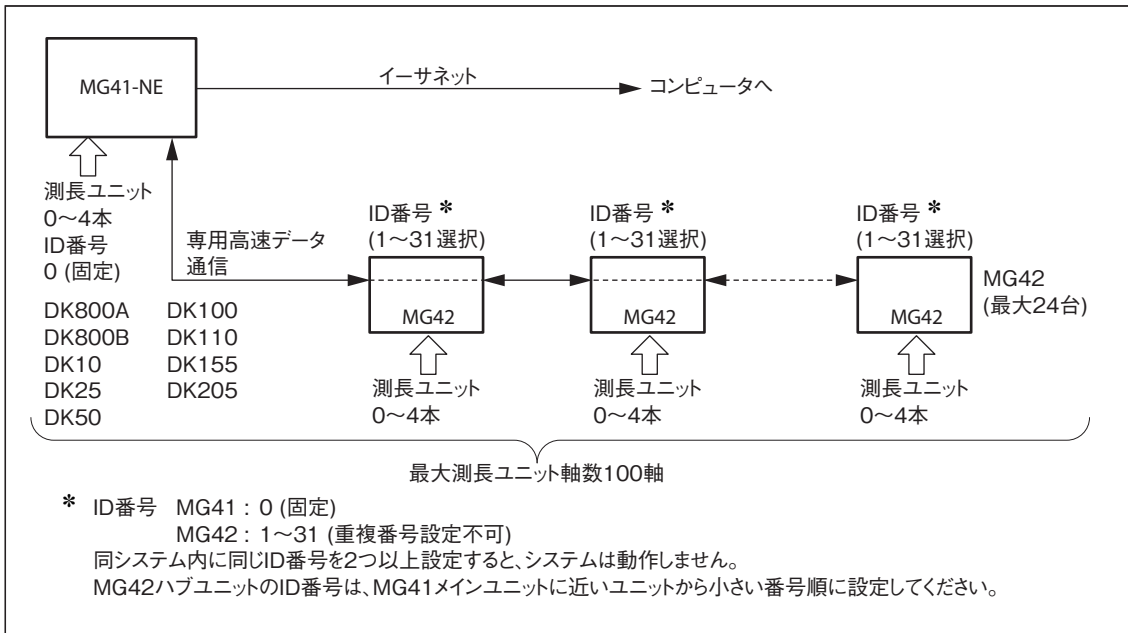 MG41-NE
イーサネット
コンピュータへ
測長ユニット
0～4本
ID番号
0 (固定)
専用高速データ
通信
ID番号 *
(1～31選択)
MG42
測長ユニット
0～4本
ID番号 *
(1～31選択)
MG42
測長ユニット
0～4本
ID番号 *
(1～31選択)
MG42
測長ユニット
0～4本
MG42
(最大24台)
DK800A DK100
DK800B DK110
DK10 DK155
DK25 DK205
DK50
最大測長ユニット軸数100軸
* ID番号 MG41 : 0 (固定)
MG42 : 1～31 (重複番号設定不可)
同システム内に同じID番号を2つ以上設定すると、システムは動作しません。
MG42ハブユニットのID番号は、MG41メインユニットに近いユニットから小さい番号順に設定してください。